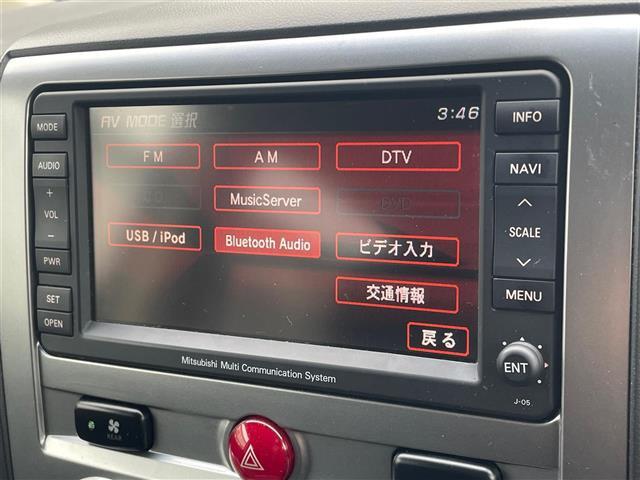 AV MODE 選択
3:46
FM
AM
DTV
CD
MusicServer
DVD
USB / iPod
Bluetooth Audio
ビデオ入力
交通情報
戻る
MODE
AUDIO
+
VOL
−
PWR
SET
OPEN
INFO
NAVI
SCALE
MENU
ENT
J-05
Mitsubishi Multi Communication System
REAR